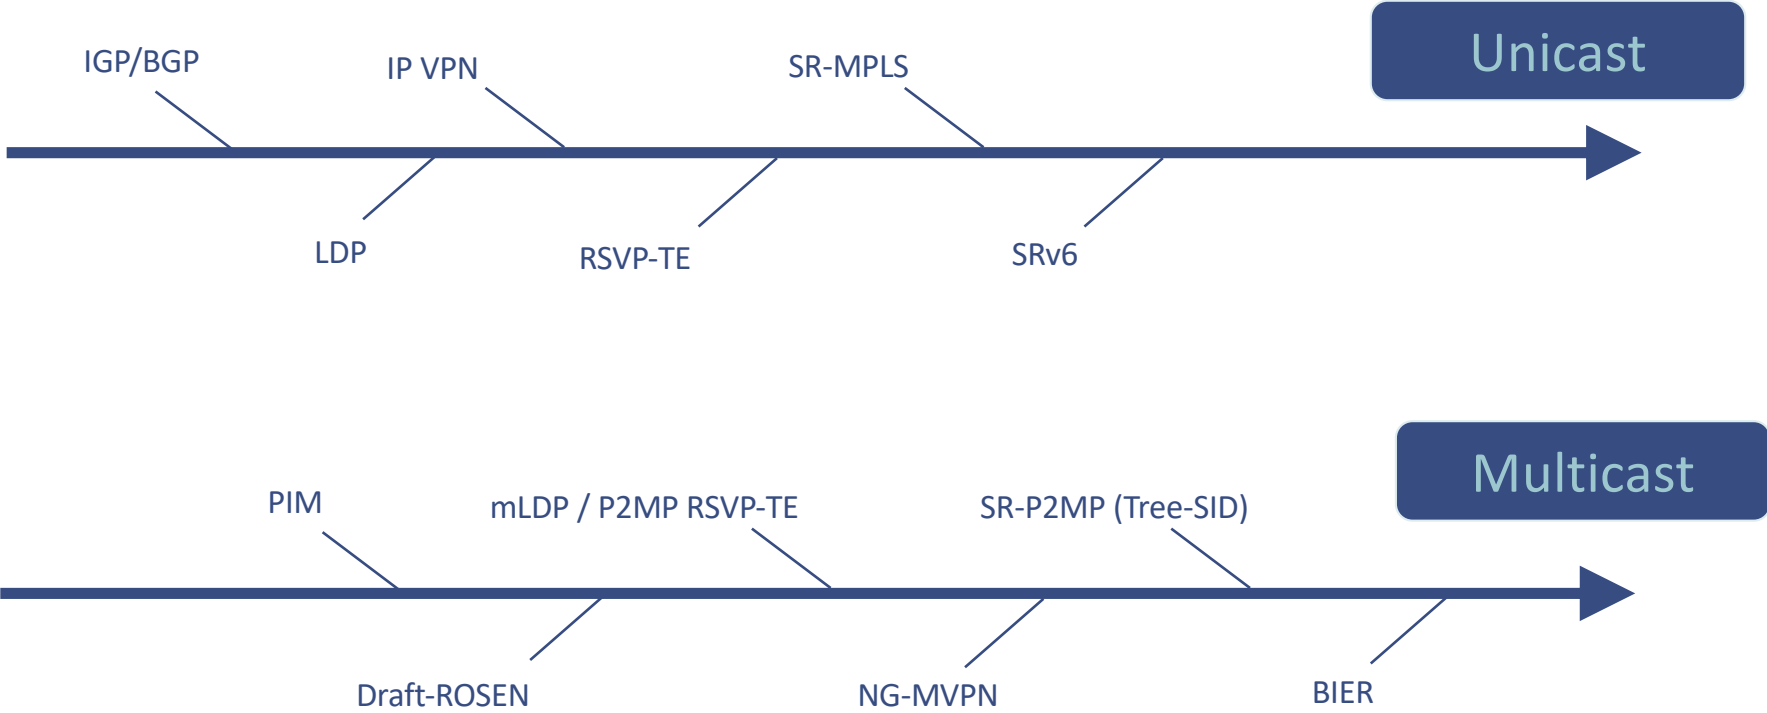 Unicast
IGP/BGP
IP VPN
SR-MPLS
LDP
RSVP-TE
SRv6
Multicast
PIM
mLDP / P2MP RSVP-TE
SR-P2MP (Tree-SID)
Draft-ROSEN
NG-MVPN
BIER